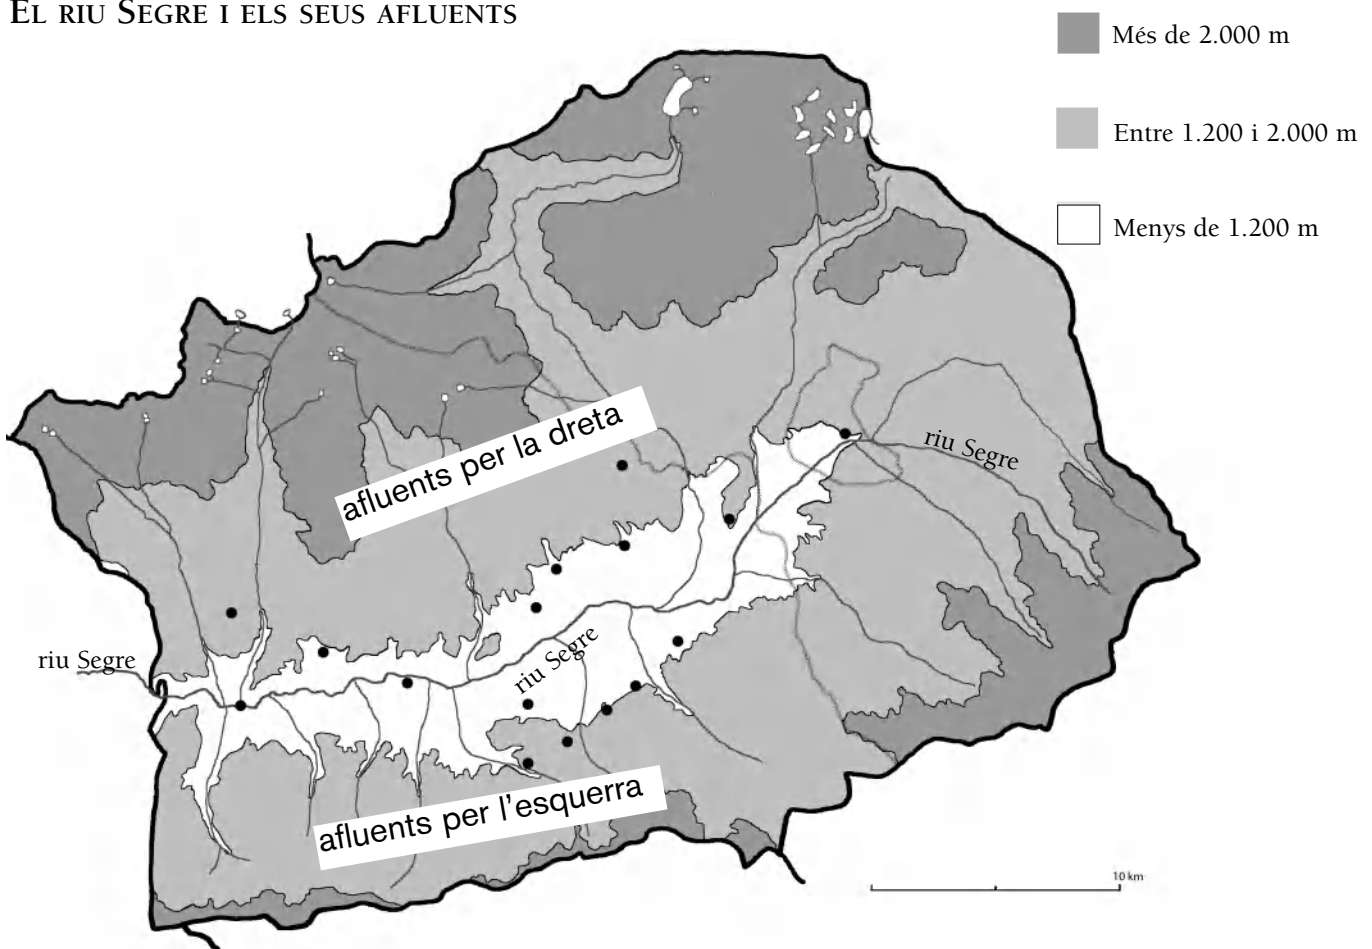 EL RIU SEGRE I ELS SEUS AFLUENTS
Més de 2.000 m
Entre 1.200 i 2.000 m
Menys de 1.200 m
afluents per la dreta
riu Segre
riu Segre
riu Segre
afluents per l'esquerra
10 km